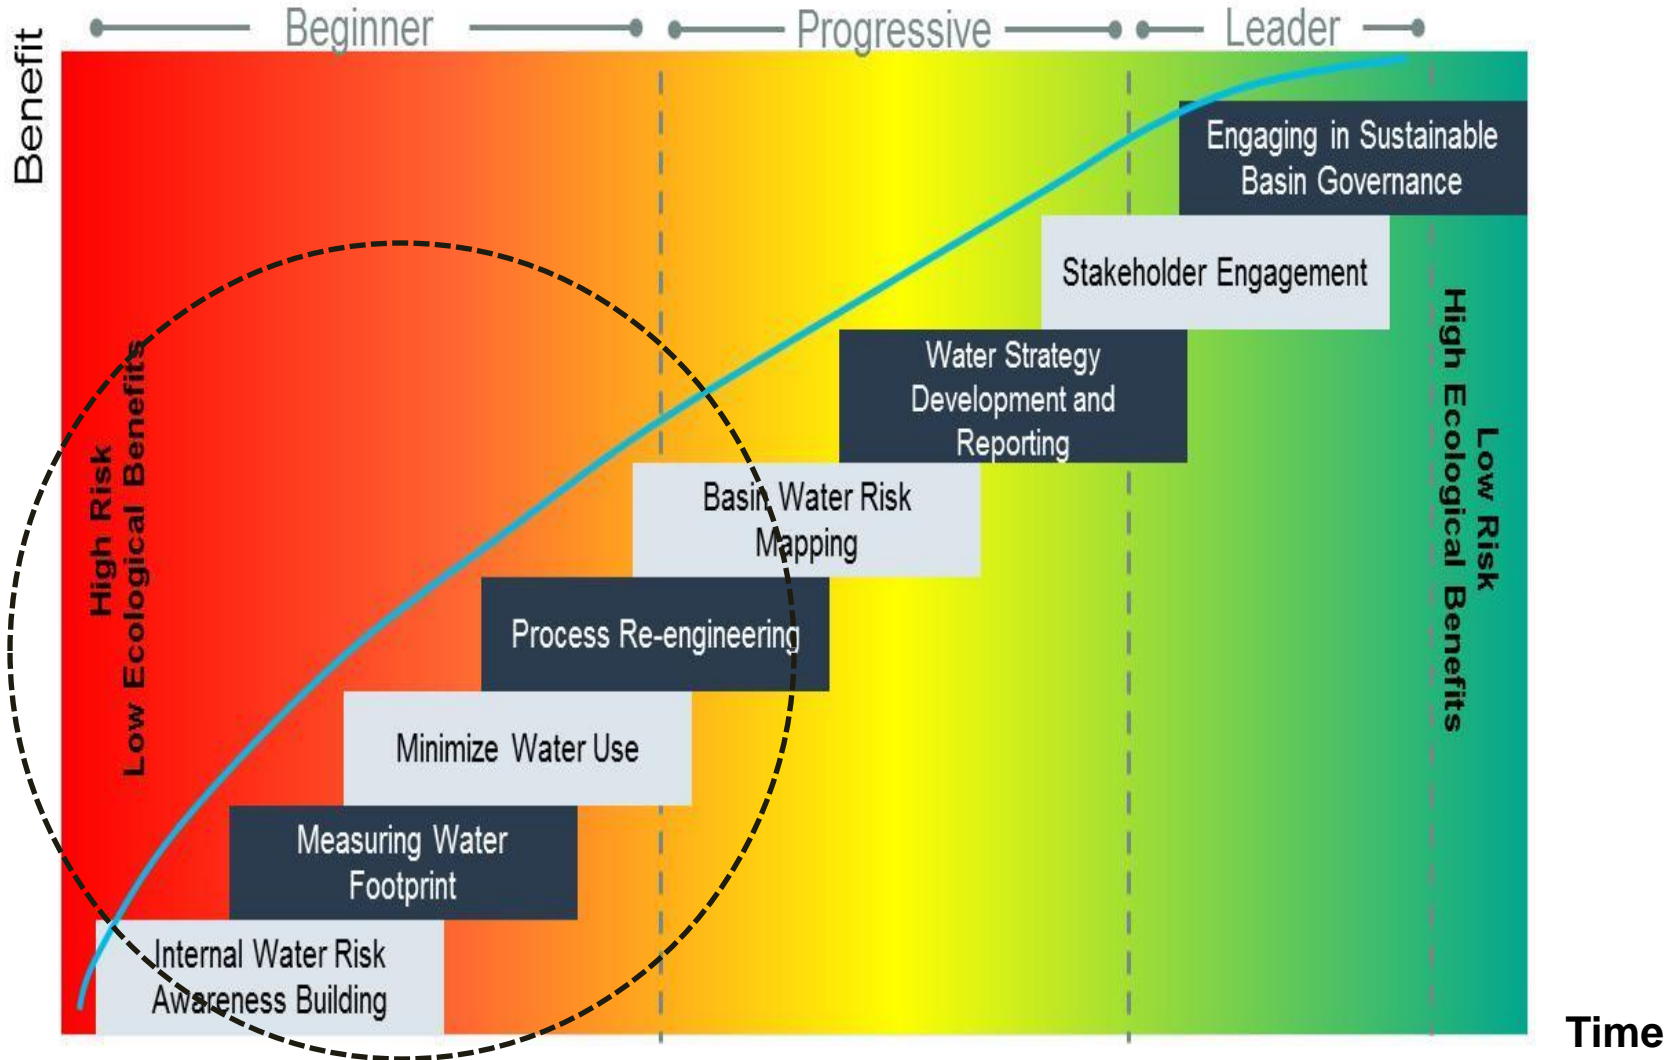 Beginner
Progressive
Leader
Benefit
Engaging in Sustainable
Basin Governance
Stakeholder Engagement
Water Strategy
Development and
Reporting
Basin Water Risk
Mapping
Process Re-engineering
Minimize Water Use
Measuring Water
Footprint
Internal Water Risk
Awareness Building
High Risk
Low Ecological Benefits
Low Risk
High Ecological Benefits
Time